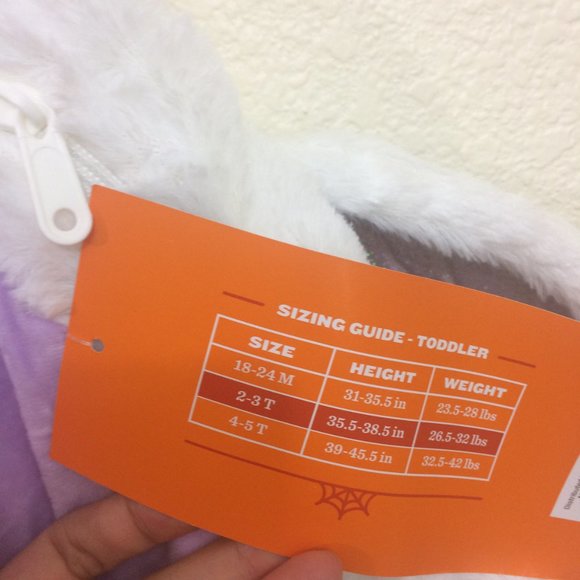 SIZING GUIDE - TODDLER
SIZE HEIGHT WEIGHT
18-24 M 31-35.5 in 23.5-28 lbs
2-3 T 35.5-38.5 in 26.5-32 lbs
4-5 T 39-45.5 in 32.5-42 lbs